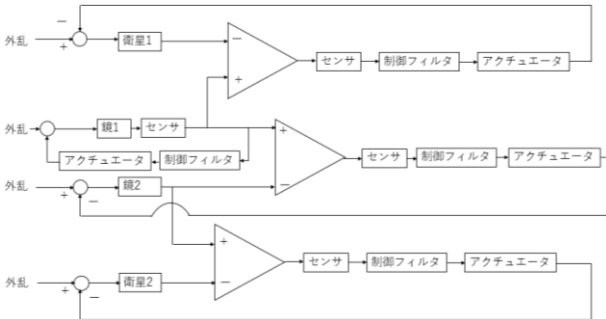 −
外乱 + 衛星1 − センサ 制御フィルタ アクチュエータ
+
外乱 鏡1 センサ +
アクチュエータ 制御フィルタ センサ 制御フィルタ アクチュエータ
外乱 + − 鏡2 −
+ センサ 制御フィルタ アクチュエータ
外乱 + − 衛星2 −